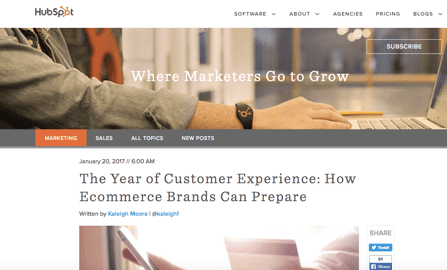 HubSpot
SOFTWARE ABOUT AGENCIES PRICING BLOGS
SUBSCRIBE
Where Marketers Go to Grow
MARKETING SALES ALL TOPICS NEW POSTS
January 20, 2017 // 6:00 AM
The Year of Customer Experience: How
Ecommerce Brands Can Prepare
Written by Kaleigh Moore | @kaleighf
SHARE
Tweet
Share